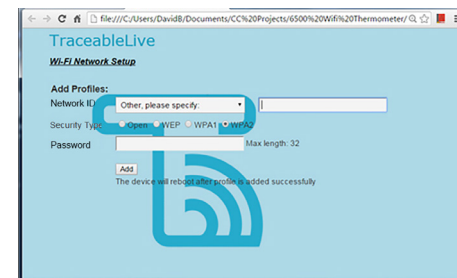 file:///C:/Users/DavidB/Documents/CC%20Projects/6500%20Wifi%20Thermometer/
TraceableLive
Wi-Fi Network Setup
Add Profiles:
Network ID Other, please specify:
Security Type Open WEP WPA1 WPA2
Password Max length: 32
Add
The device will reboot after profile is added successfully